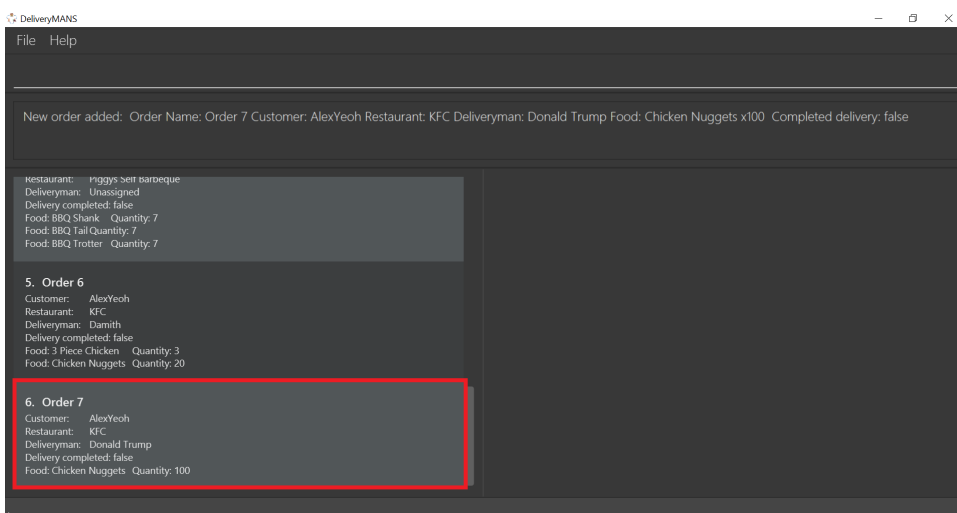 DeliveryMANS
File Help
New order added: Order Name: Order 7 Customer: AlexYeoh Restaurant: KFC Deliveryman: Donald Trump Food: Chicken Nuggets x100 Completed delivery: false
Restaurant: Piggys Self Barbeque
Deliveryman: Unassigned
Delivery completed: false
Food: BBQ Shank Quantity: 7
Food: BBQ Tail Quantity: 7
Food: BBQ Trotter Quantity: 7
5. Order 6
Customer: AlexYeoh
Restaurant: KFC
Deliveryman: Damith
Delivery completed: false
Food: 3 Piece Chicken Quantity: 3
Food: Chicken Nuggets Quantity: 20
6. Order 7
Customer: AlexYeoh
Restaurant: KFC
Deliveryman: Donald Trump
Delivery completed: false
Food: Chicken Nuggets Quantity: 100